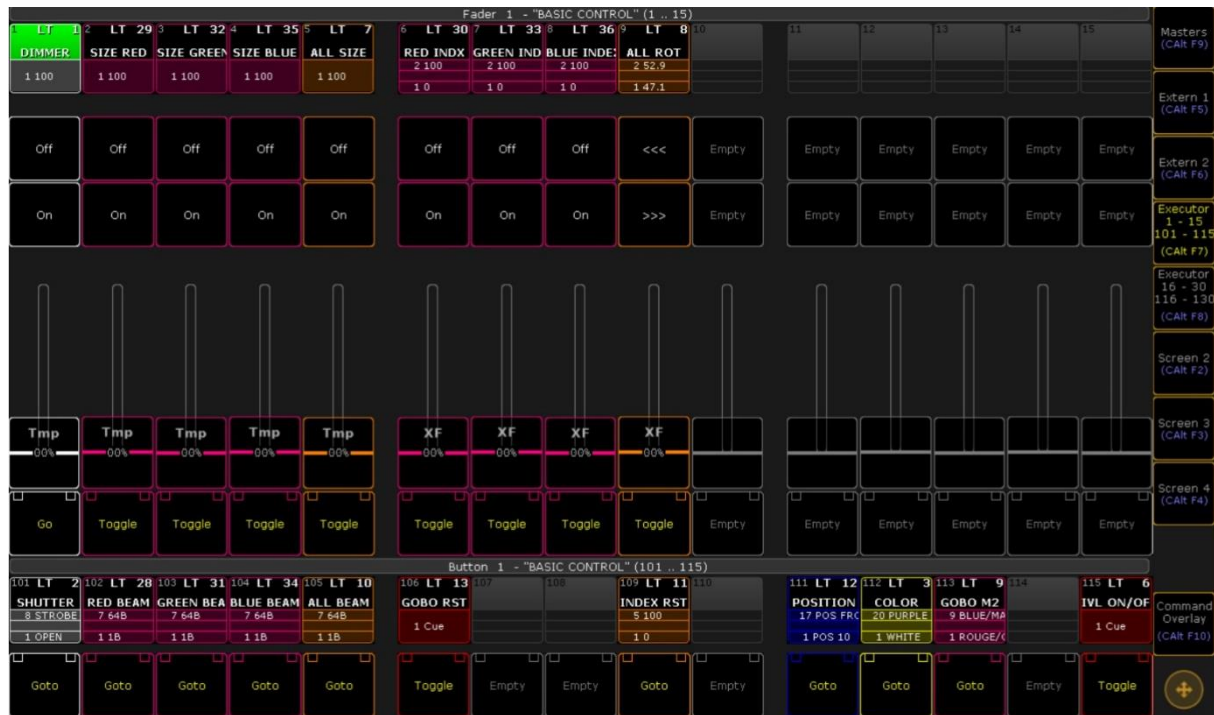 Fader 1 - "BASIC CONTROL" (1 .. 15)
1 LT 1 2 LT 29 3 LT 32 4 LT 35 5 LT 7 6 LT 30 7 LT 33 8 LT 36 9 LT 8 10 11 12 13 14 15
DIMMER SIZE RED SIZE GREEN SIZE BLUE ALL SIZE RED INDX GREEN IND BLUE INDE: ALL ROT
2 100 2 100 2 100 2 52.9
1 100 1 100 1 100 1 100 1 100
1 0 1 0 1 0 1 47.1
Off Off Off Off Off Off Off Off <<< Empty Empty Empty Empty Empty Empty
On On On On On On On On >>> Empty Empty Empty Empty Empty Empty
Tmp Tmp Tmp Tmp Tmp XF XF XF XF
00% 00% 00% 00% 00% 00% 00% 00% 00%
Go Toggle Toggle Toggle Toggle Toggle Toggle Toggle Toggle Empty Empty Empty Empty Empty Empty
Button 1 - "BASIC CONTROL" (101 .. 115)
101 LT 2 102 LT 28 103 LT 31 104 LT 34 105 LT 10 106 LT 13 107 108 109 LT 11 110 111 LT 12 112 LT 3 113 LT 9 114 115 LT 6
SHUTTER RED BEAM GREEN BEA BLUE BEAM ALL BEAM GOBO RST INDEX RST POSITION COLOR GOBO M2 IVL ON/OF
8 STROBE 7 64B 7 64B 7 64B 7 64B 5 100 17 POS FRC 20 PURPLE 9 BLUE/MA
1 Cue 1 Cue
1 OPEN 1 1B 1 1B 1 1B 1 1B 1 0 1 POS 10 1 WHITE 1 ROUGE/(
Goto Goto Goto Goto Goto Toggle Empty Empty Goto Empty Goto Goto Goto Empty Toggle
Masters
(CAlt F9)
Extern 1
(CAlt F5)
Extern 2
(CAlt F6)
Executor
1 - 15
101 - 115
(CAlt F7)
Executor
16 - 30
116 - 130
(CAlt F8)
Screen 2
(CAlt F2)
Screen 3
(CAlt F3)
Screen 4
(CAlt F4)
Command
Overlay
(CAlt F10)